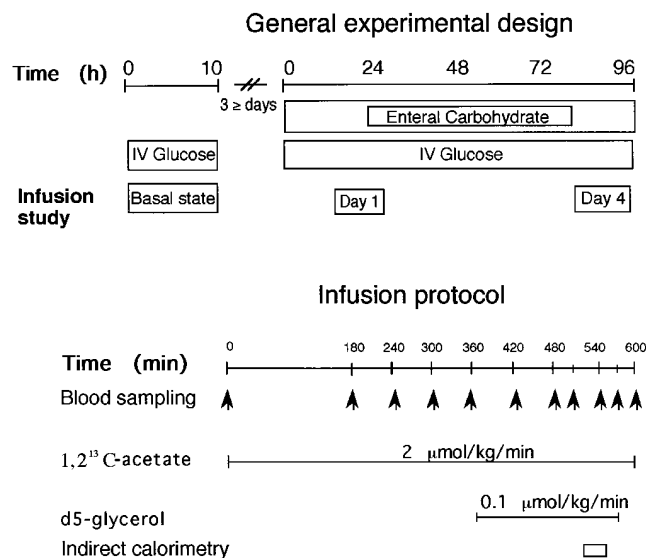 General experimental design
Time (h) 0 10 0 24 48 72 96
3 ≥ days
Enteral Carbohydrate
IV Glucose IV Glucose
Infusion study Basal state Day 1 Day 4
Infusion protocol
Time (min) 0 180 240 300 360 420 480 540 600
Blood sampling
1,2¹³ C-acetate 2 μmol/kg/min
d5-glycerol 0.1 μmol/kg/min
Indirect calorimetry